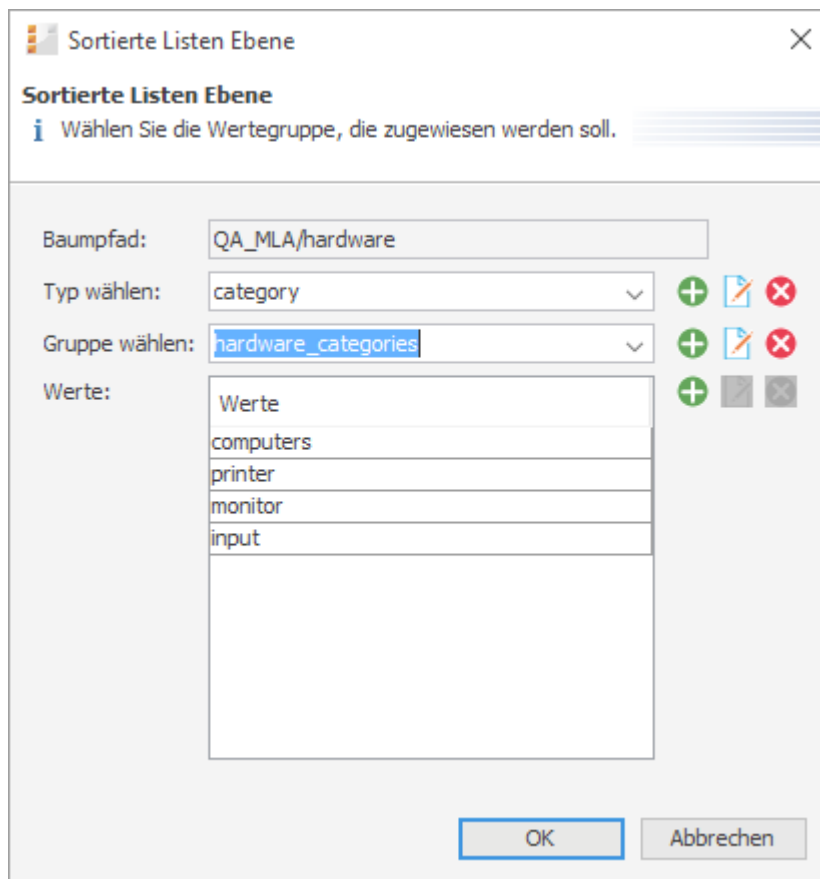 Sortierte Listen Ebene
Sortierte Listen Ebene
Wählen Sie die Wertegruppe, die zugewiesen werden soll.
Baumpfad: QA_MLA/hardware
Typ wählen: category
Gruppe wählen: hardware_categories
Werte:
Werte
computers
printer
monitor
input
OK Abbrechen